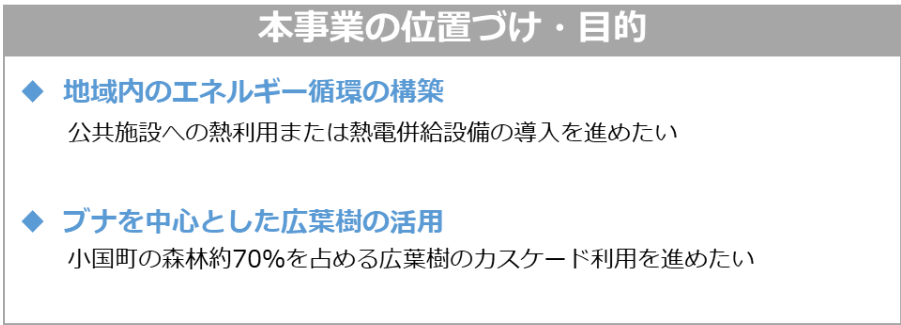 本事業の位置づけ・目的
◆ 地域内のエネルギー循環の構築
公共施設への熱利用または熱電併給設備の導入を進めたい
◆ ブナを中心とした広葉樹の活用
小国町の森林約70%を占める広葉樹のカスケード利用を進めたい